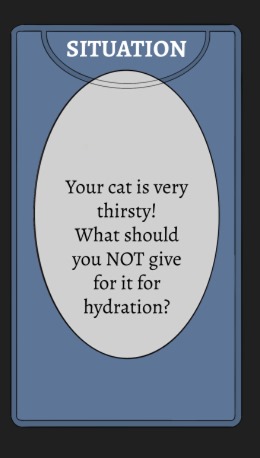 SITUATION
Your cat is very
thirsty!
What should
you NOT give
for it for
hydration?